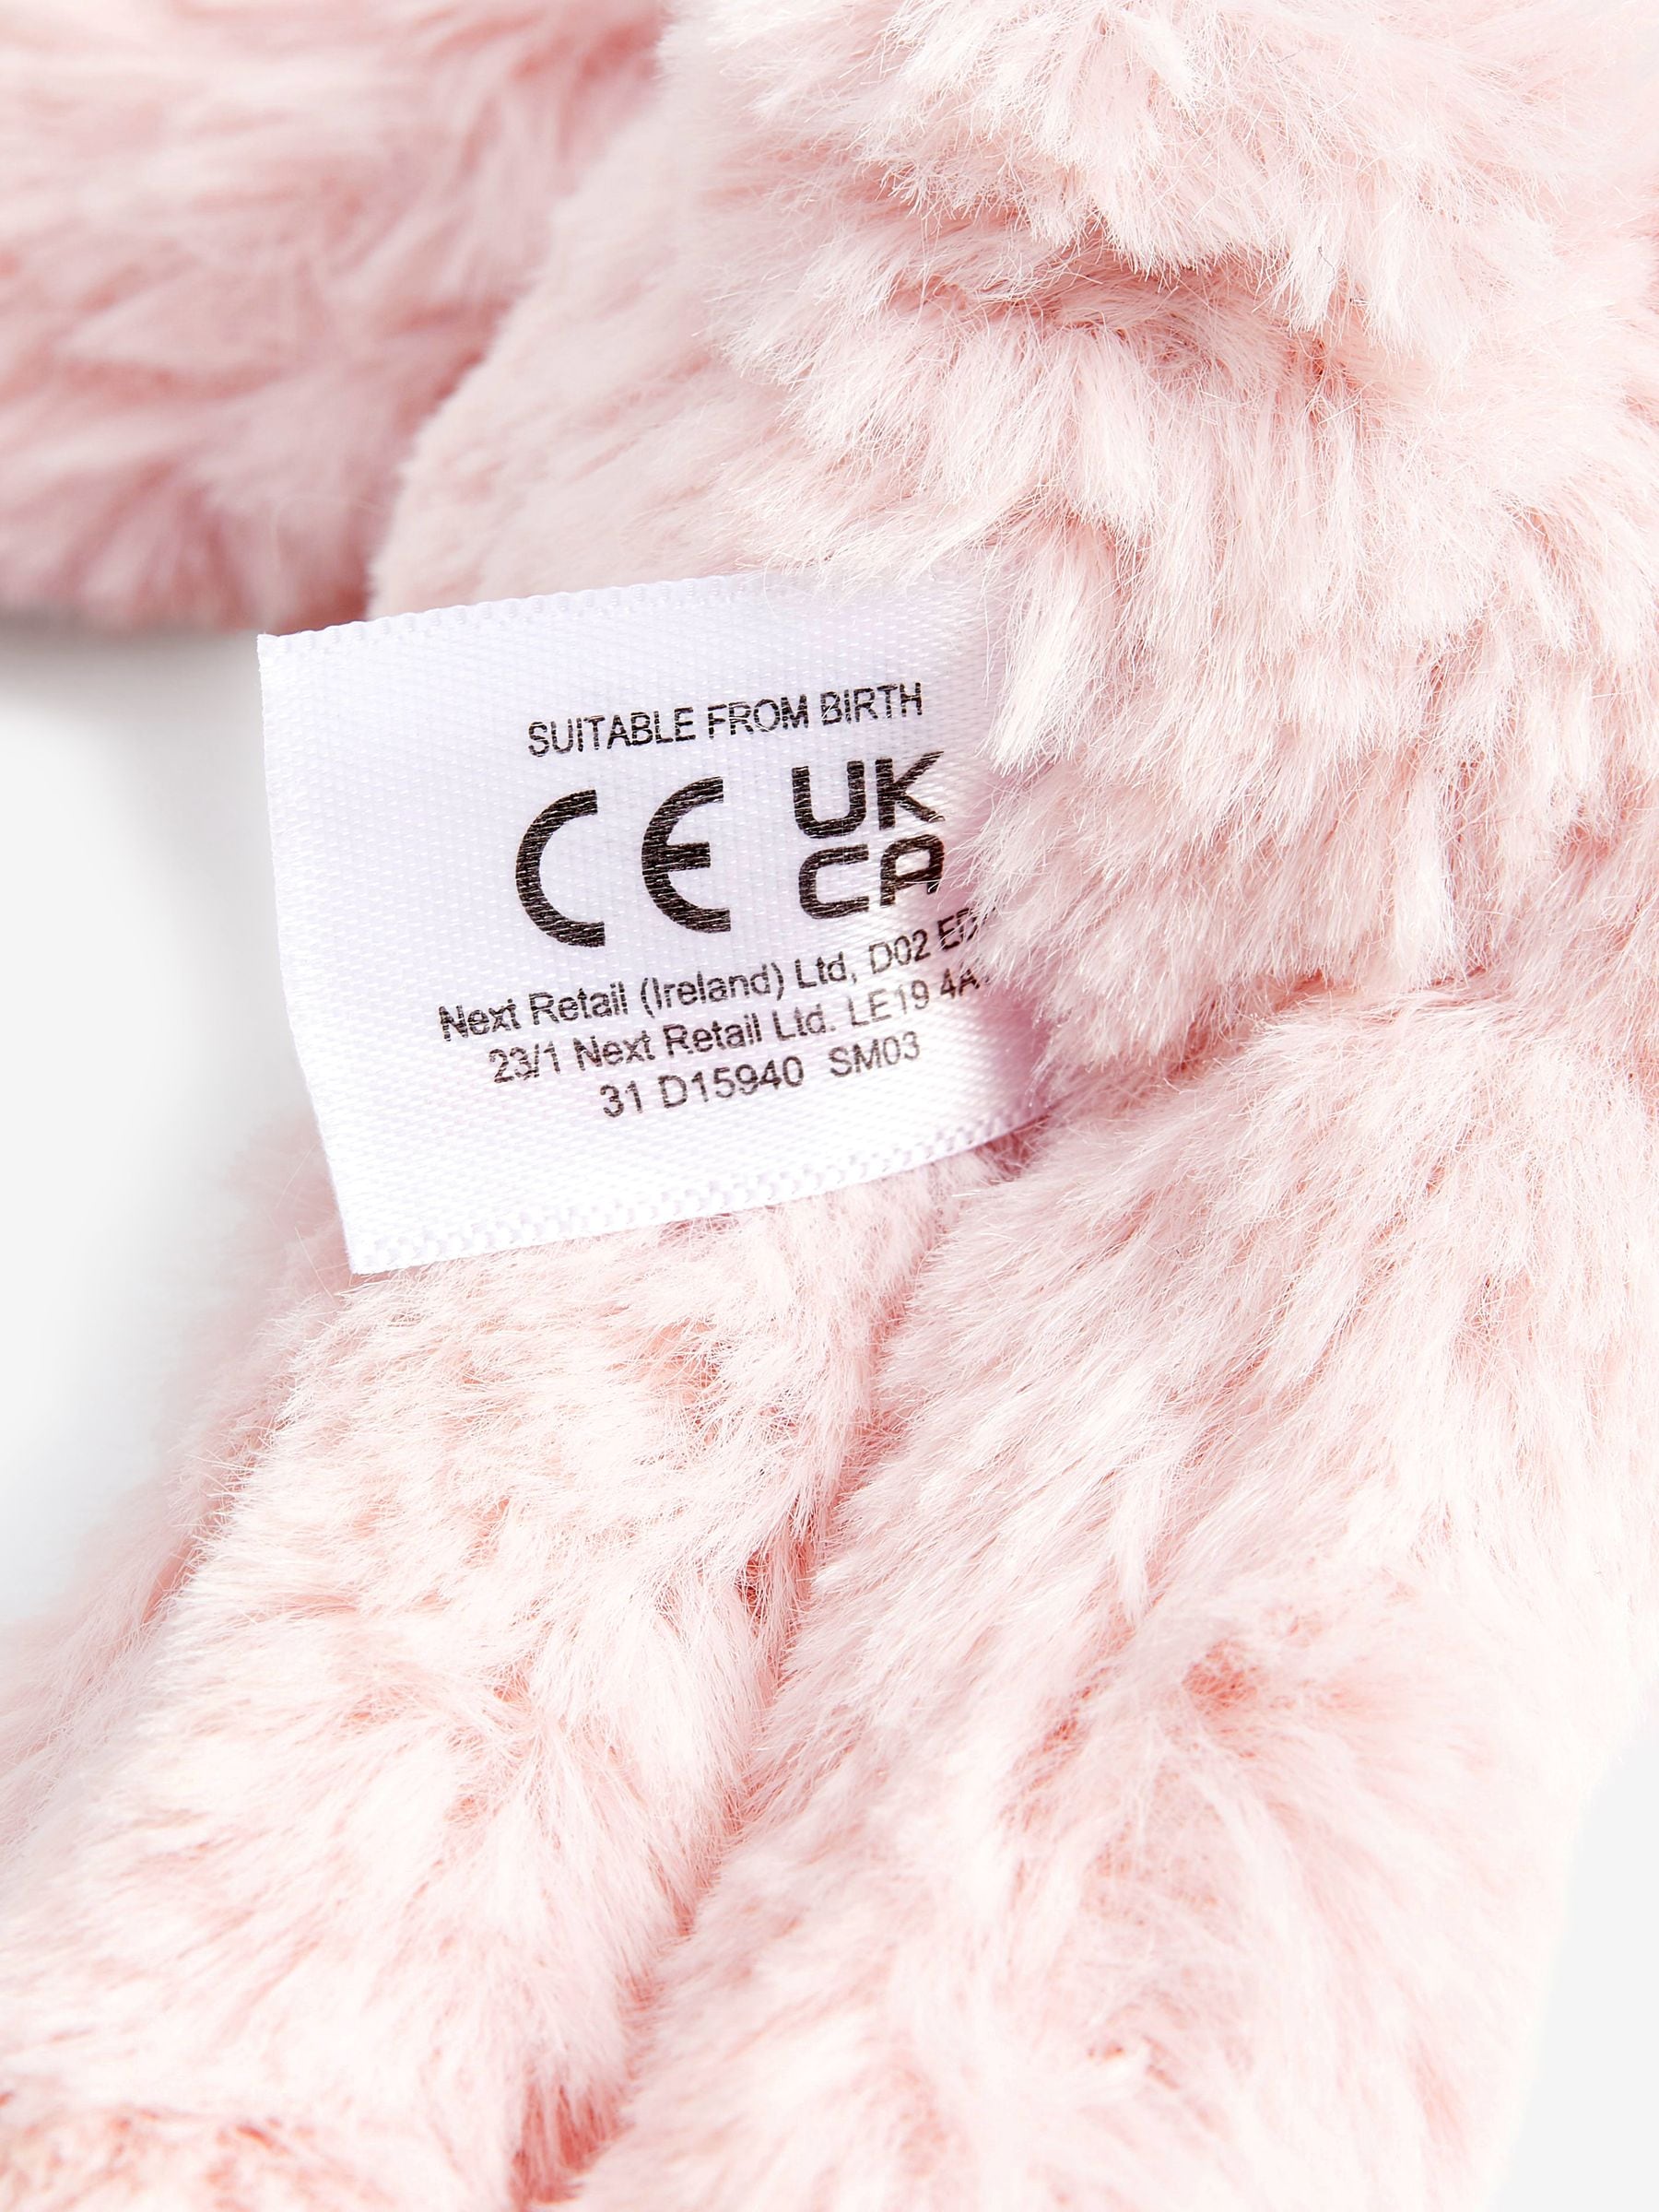 SUITABLE FROM BIRTH
CE UK
CA
Next Retail (Ireland) Ltd, D02
23/1 Next Retail Ltd. LE19
31 D15940 SM03